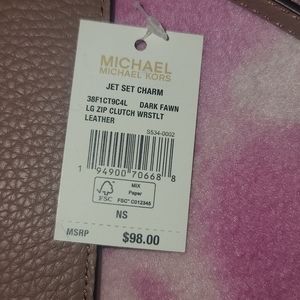 MICHAEL
MICHAEL KORS
JET SET CHARM
38F1CT9C4L DARK FAWN
LG ZIP CLUTCH WRSTLT
LEATHER
S534-0002
1 94900 70668 8
FSC
MIX
Paper
FSC® C012345
NS
MSRP $98.00